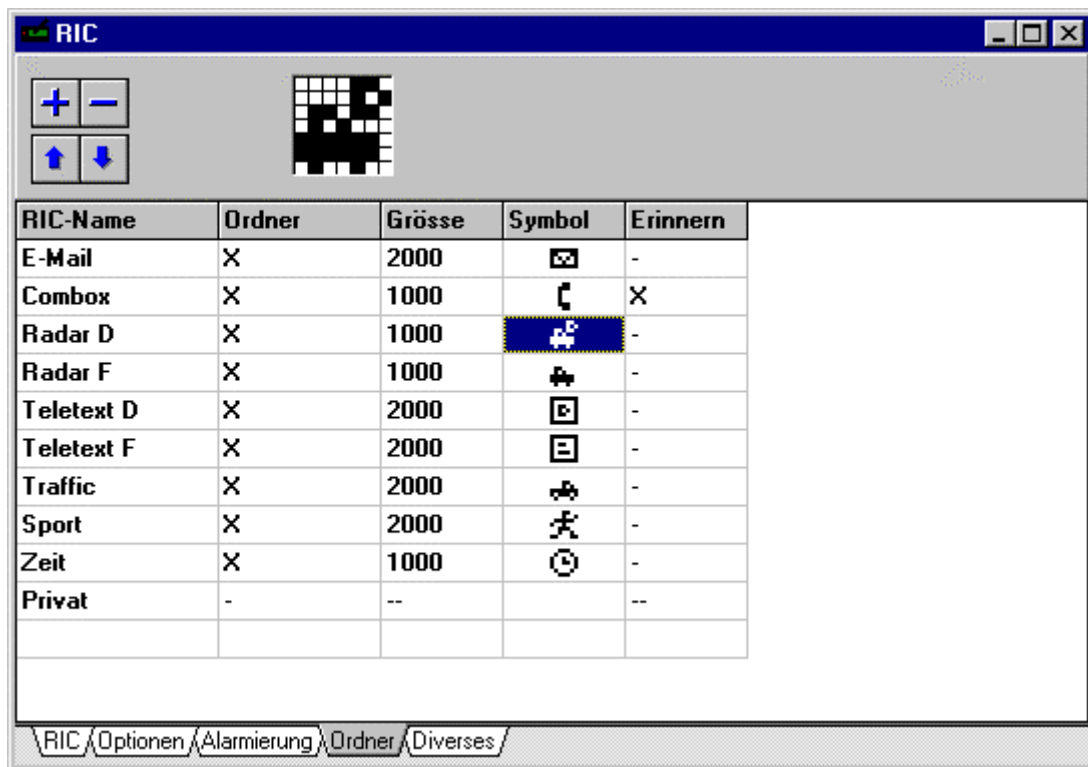 RIC
RIC-Name Ordner Grösse Symbol Erinnern
E-Mail X 2000 -
Combox X 1000 X
Radar D X 1000 -
Radar F X 1000 -
Teletext D X 2000 -
Teletext F X 2000 -
Traffic X 2000 -
Sport X 2000 -
Zeit X 1000 -
Privat - -- --
RIC Optionen Alarmierung Ordner Diverses